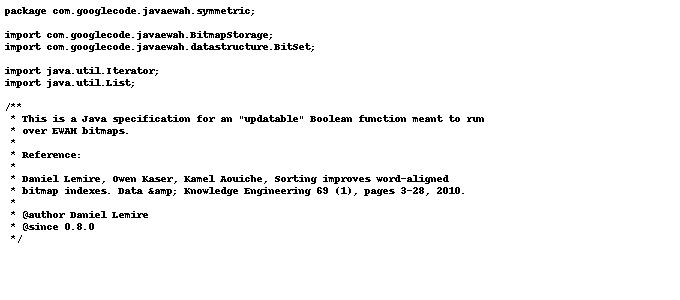 package com.googlecode.javaewah.symmetric;

import com.googlecode.javaewah.BitmapStorage;
import com.googlecode.javaewah.datastructure.BitSet;

import java.util.Iterator;
import java.util.List;

/**
 * This is a Java specification for an "updatable" Boolean function meant to run
 * over EWAH bitmaps.
 *
 * Reference:
 *
 * Daniel Lemire, Owen Kaser, Kamel Aouiche, Sorting improves word-aligned
 * bitmap indexes. Data &amp; Knowledge Engineering 69 (1), pages 3-28, 2010.
 *
 * @author Daniel Lemire
 * @since 0.8.0
 */